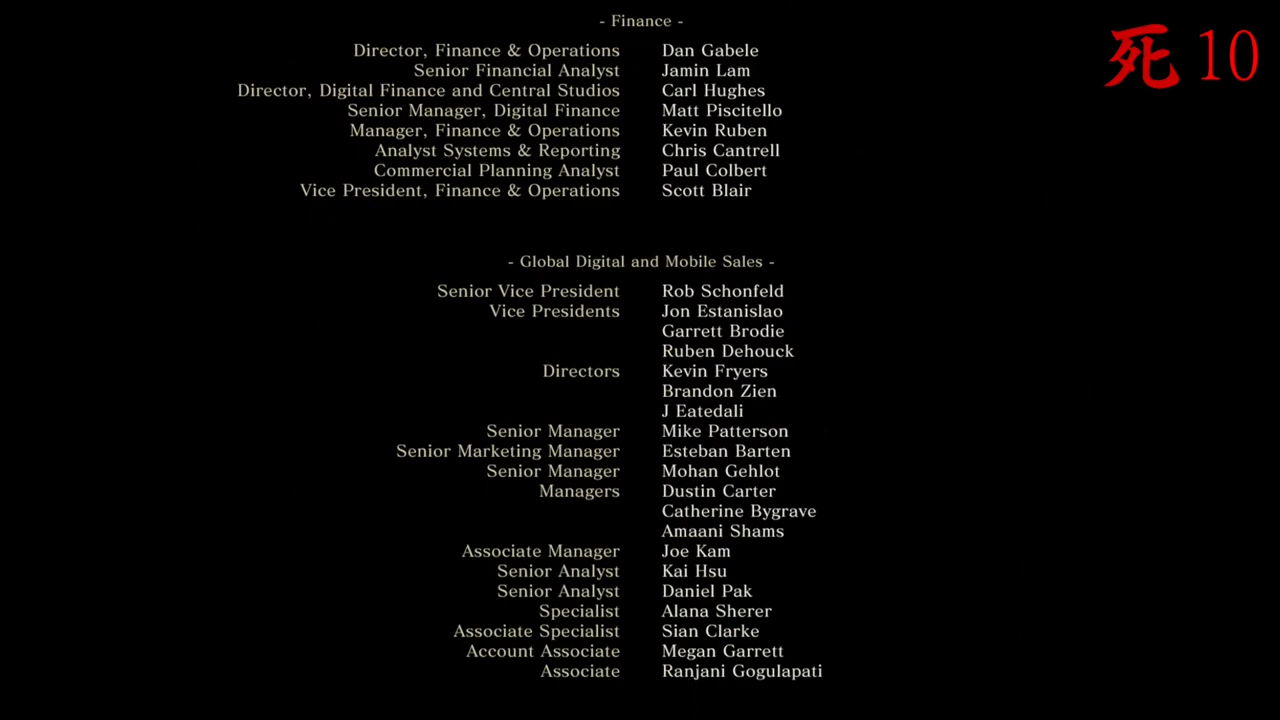 - Finance -
死 10
Director, Finance & Operations Dan Gabele
Senior Financial Analyst Jamin Lam
Director, Digital Finance and Central Studios Carl Hughes
Senior Manager, Digital Finance Matt Piscitello
Manager, Finance & Operations Kevin Ruben
Analyst Systems & Reporting Chris Cantrell
Commercial Planning Analyst Paul Colbert
Vice President, Finance & Operations Scott Blair
- Global Digital and Mobile Sales -
Senior Vice President Rob Schonfeld
Vice Presidents Jon Estanislao
Garrett Brodie
Ruben Dehouck
Directors Kevin Fryers
Brandon Zien
J Eatedali
Senior Manager Mike Patterson
Senior Marketing Manager Esteban Barten
Senior Manager Mohan Gehlot
Managers Dustin Carter
Catherine Bygrave
Amaani Shams
Associate Manager Joe Kam
Senior Analyst Kai Hsu
Senior Analyst Daniel Pak
Specialist Alana Sherer
Associate Specialist Sian Clarke
Account Associate Megan Garrett
Associate Ranjani Gogulapati